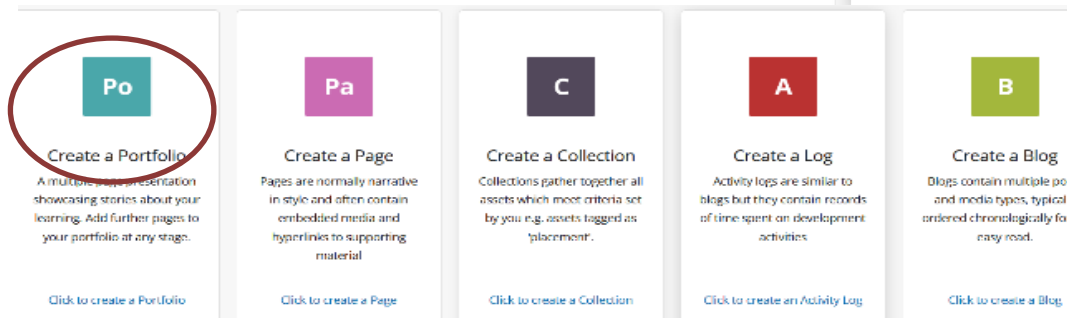 Po
Create a Portfolio
A multiple page presentation
showcasing stories about your
learning. Add further pages to
your portfolio at any stage.
Click to create a Portfolio
Pa
Create a Page
Pages are normally narrative
in style and often contain
embedded media and
hyperlinks to supporting
material
Click to create a Page
C
Create a Collection
Collections gather together all
assets which meet criteria set
by you e.g. assets tagged as
'placement'.
Click to create a Collection
A
Create a Log
Activity logs are similar to
blogs but they contain records
of time spent on development
activities
Click to create an Activity Log
B
Create a Blog
Blogs contain multiple po
and media types, typical
ordered chronologically fo
easy read.
Click to create a Blog